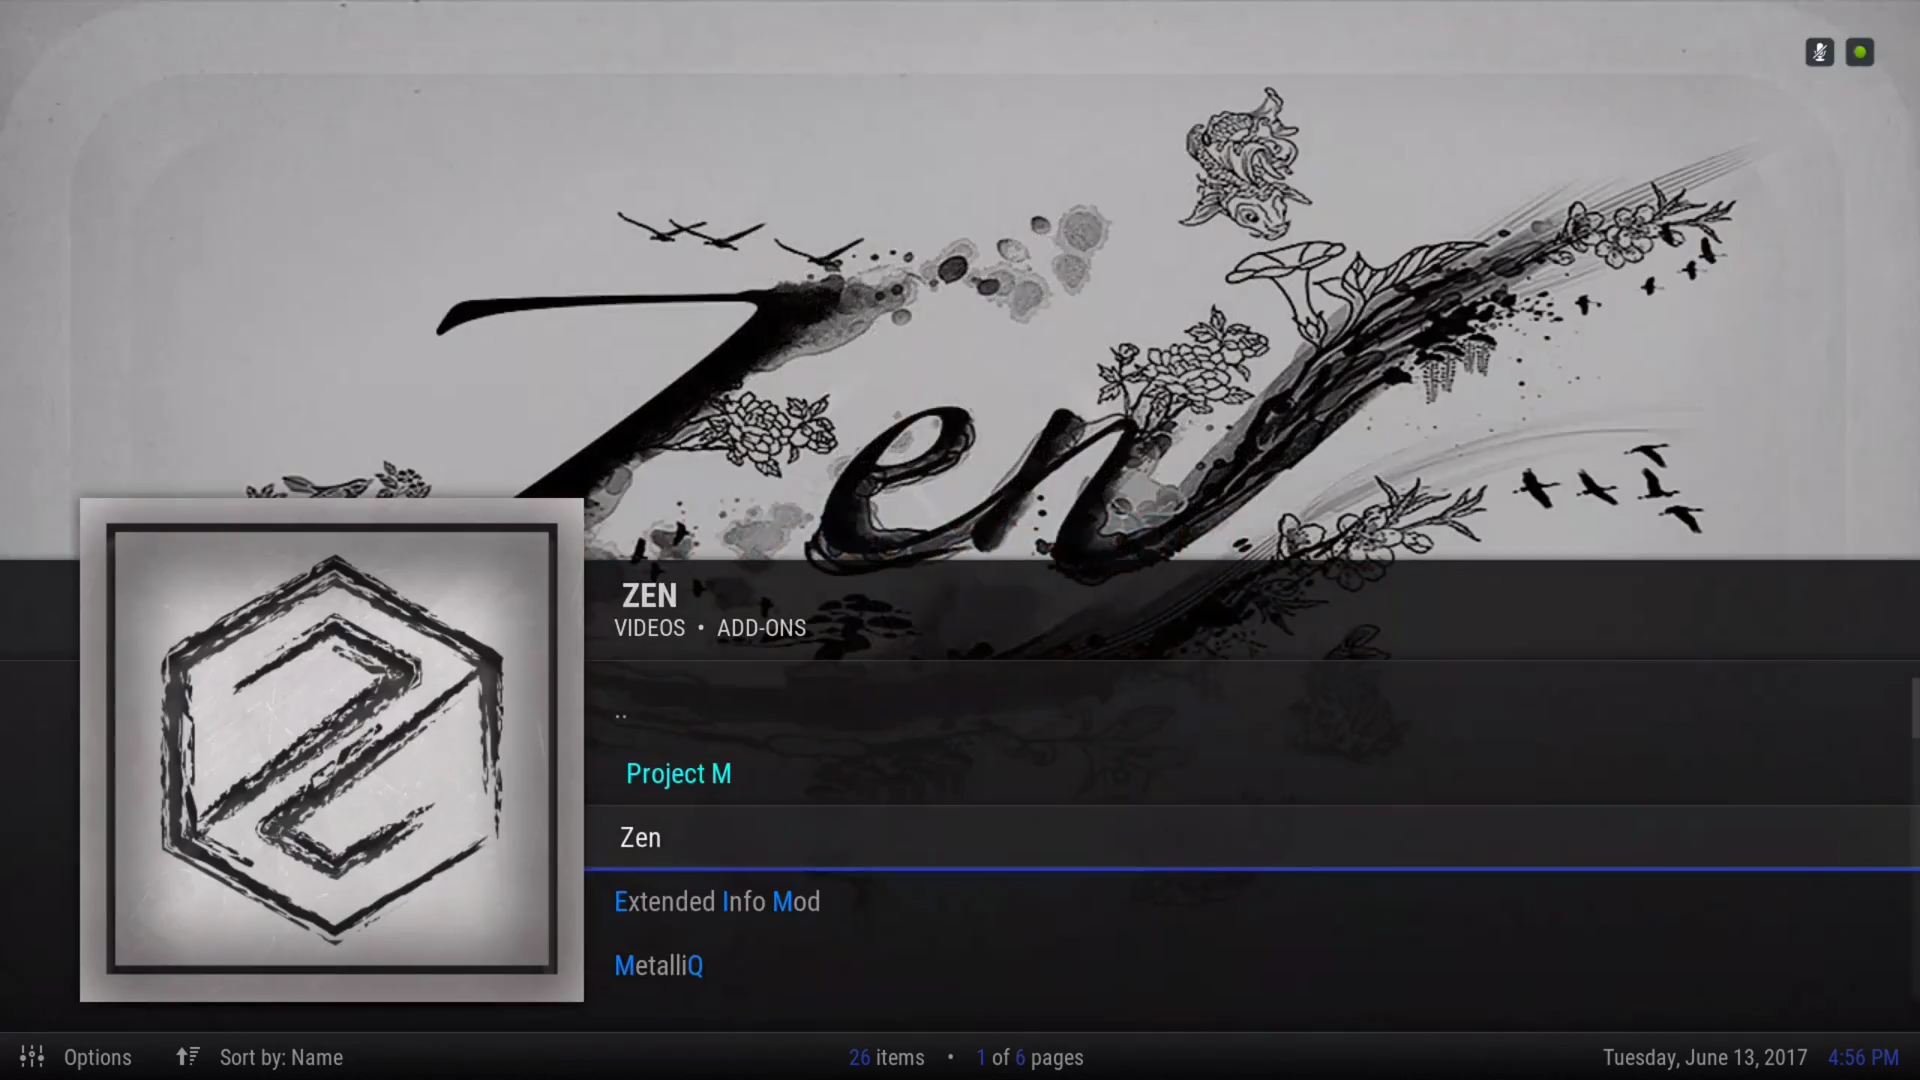 Zen
ZEN
VIDEOS • ADD-ONS
..
Project M
Zen
Extended Info Mod
MetalliQ
Options
Sort by: Name
26 items • 1 of 6 pages
Tuesday, June 13, 2017 4:56 PM